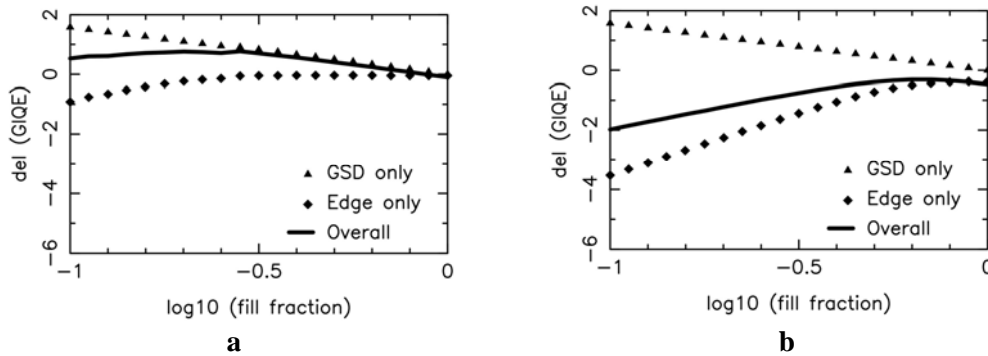 2
0
−2
−4
−6
del (GIQE)
GSD only
Edge only
Overall
−1
−0.5
0
log10 (fill fraction)
a
2
0
−2
−4
−6
del (GIQE)
GSD only
Edge only
Overall
−1
−0.5
0
log10 (fill fraction)
b